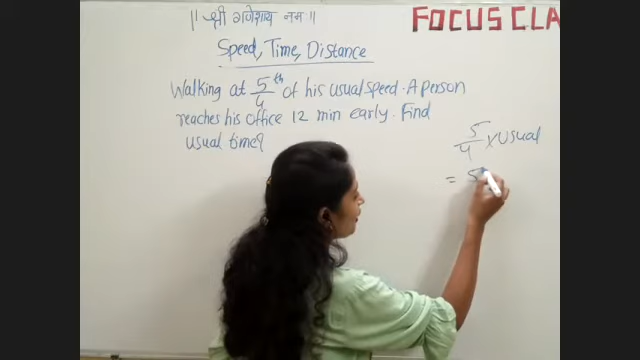 ॥ श्री गणेशाय नमः ॥
FOCUS CLA
Speed, Time, Distance
Walking at 5/4 th of his usual speed. A person
reaches his office 12 min early. Find
usual time?
5/4 x usual
= 5